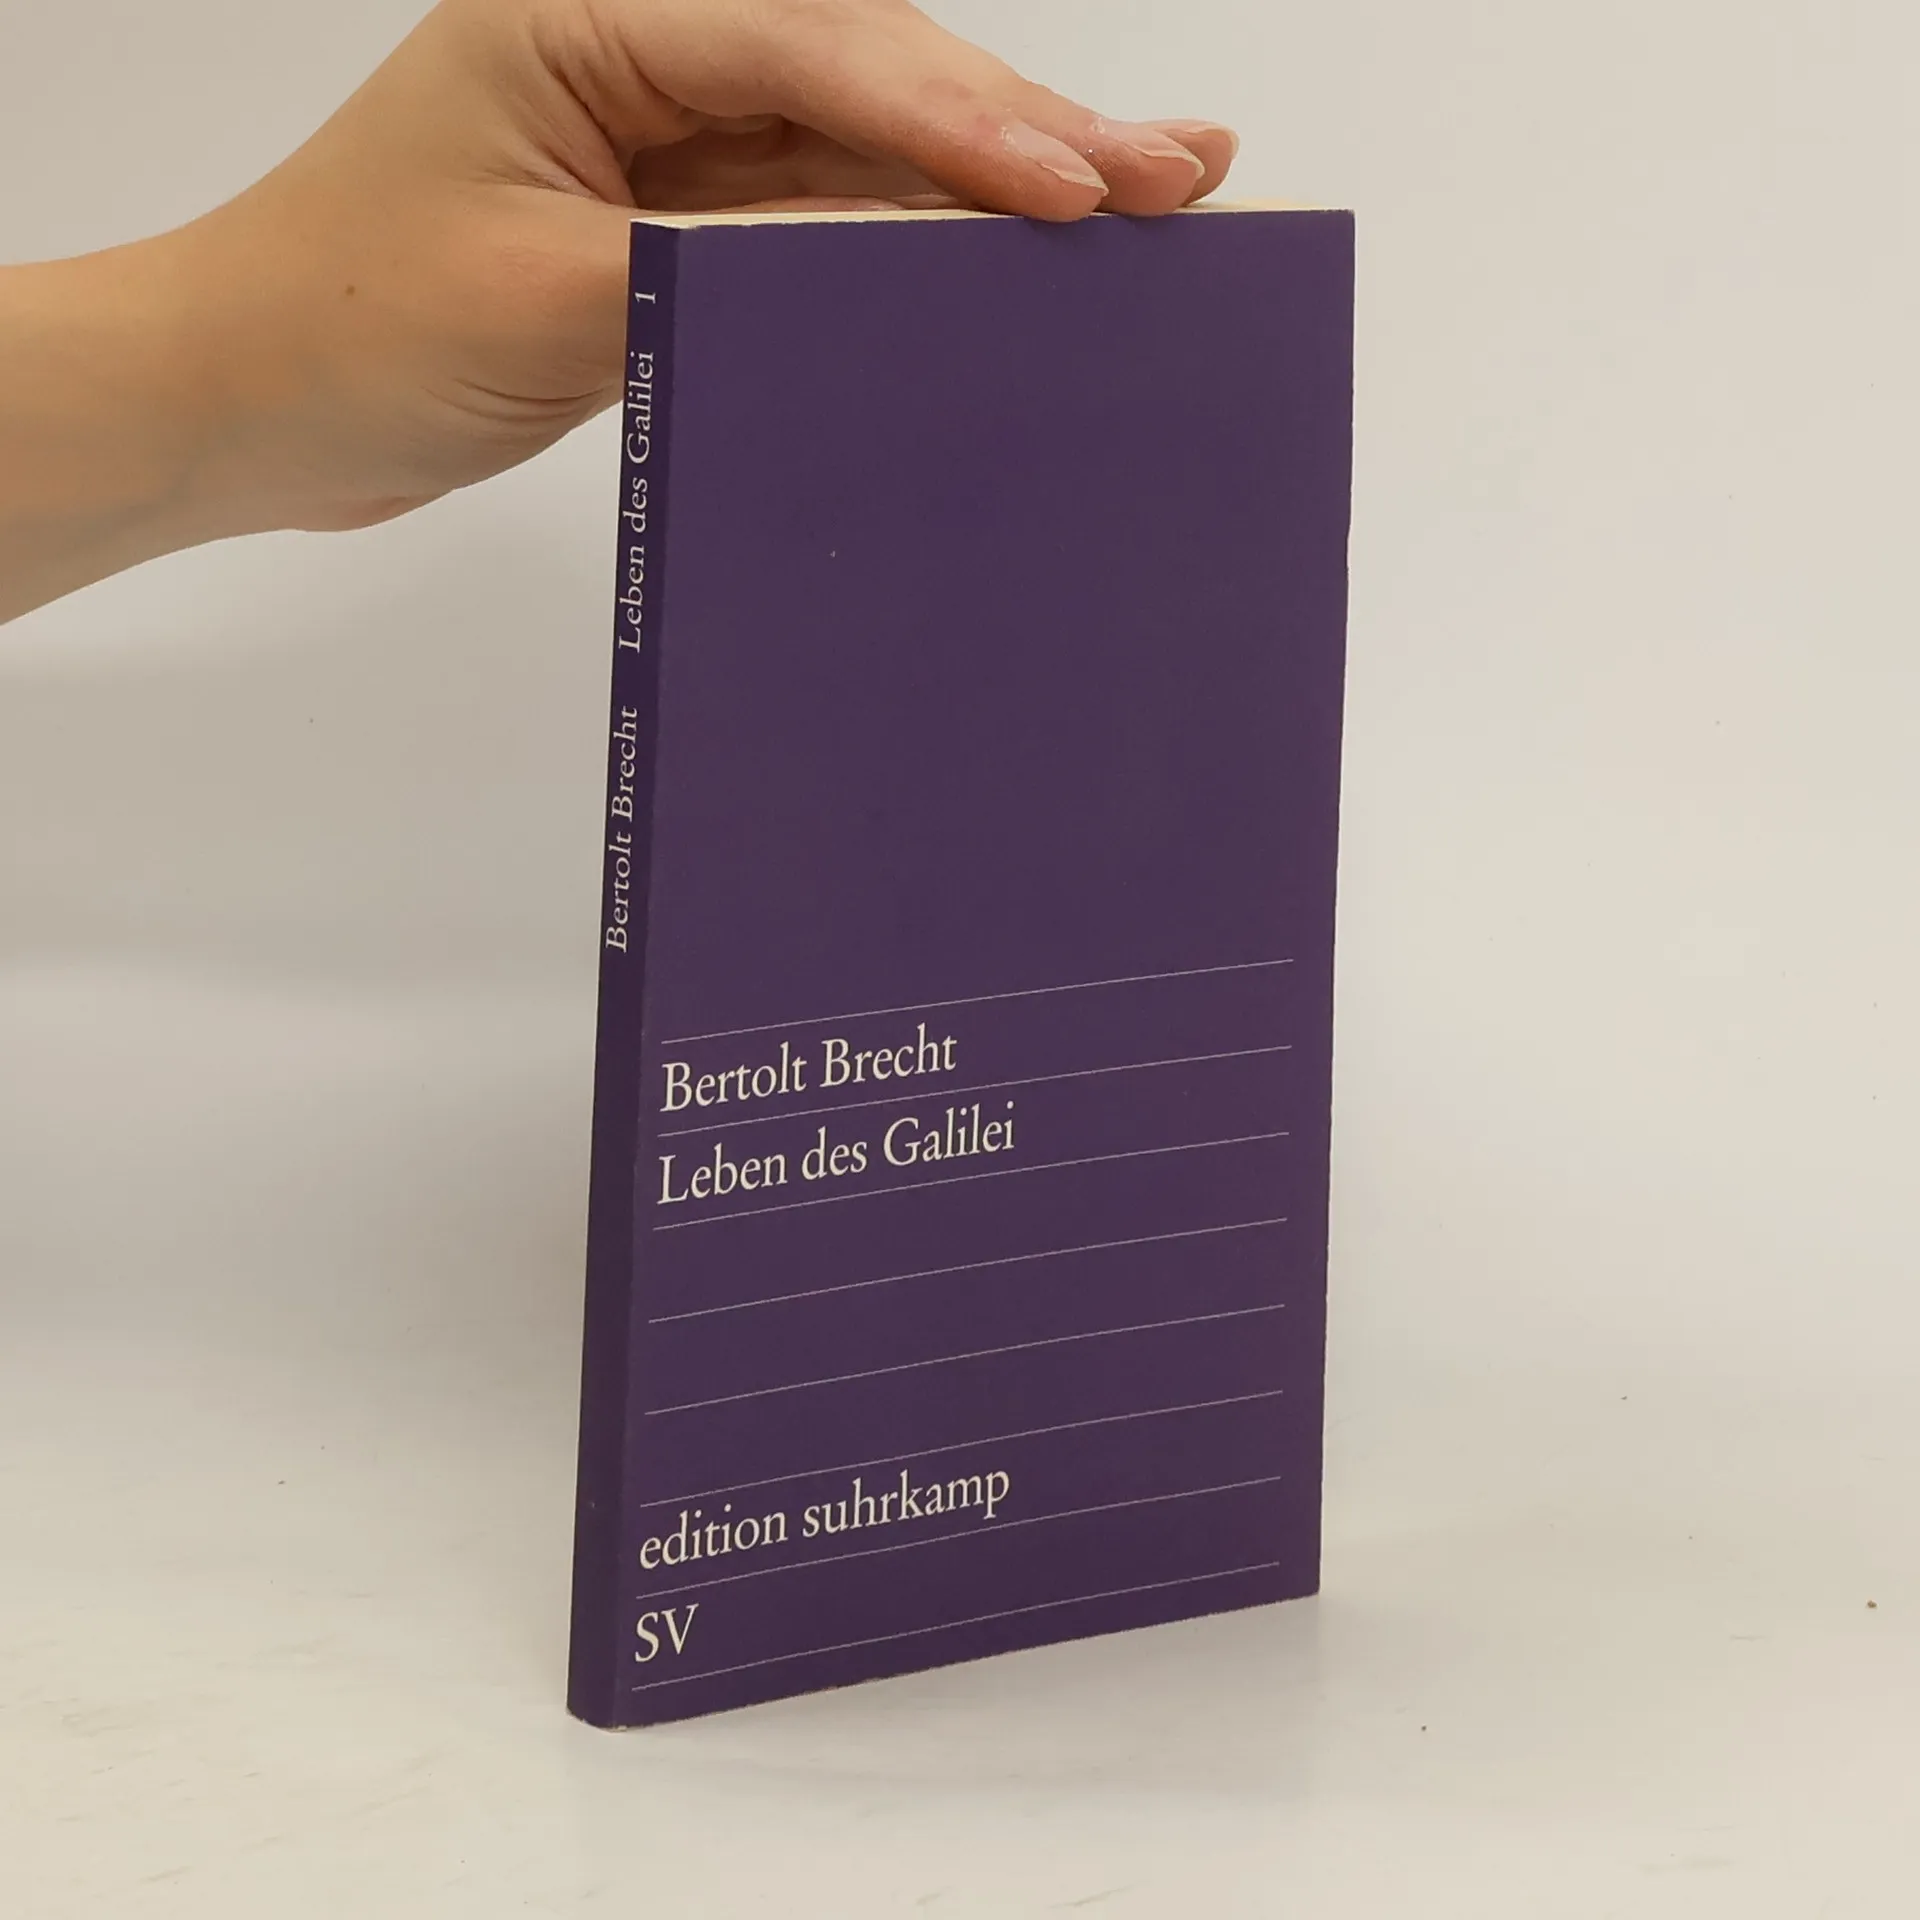 Bertolt Brecht Leben des Galilei 1
Bertolt Brecht
Leben des Galilei
edition suhrkamp
SV